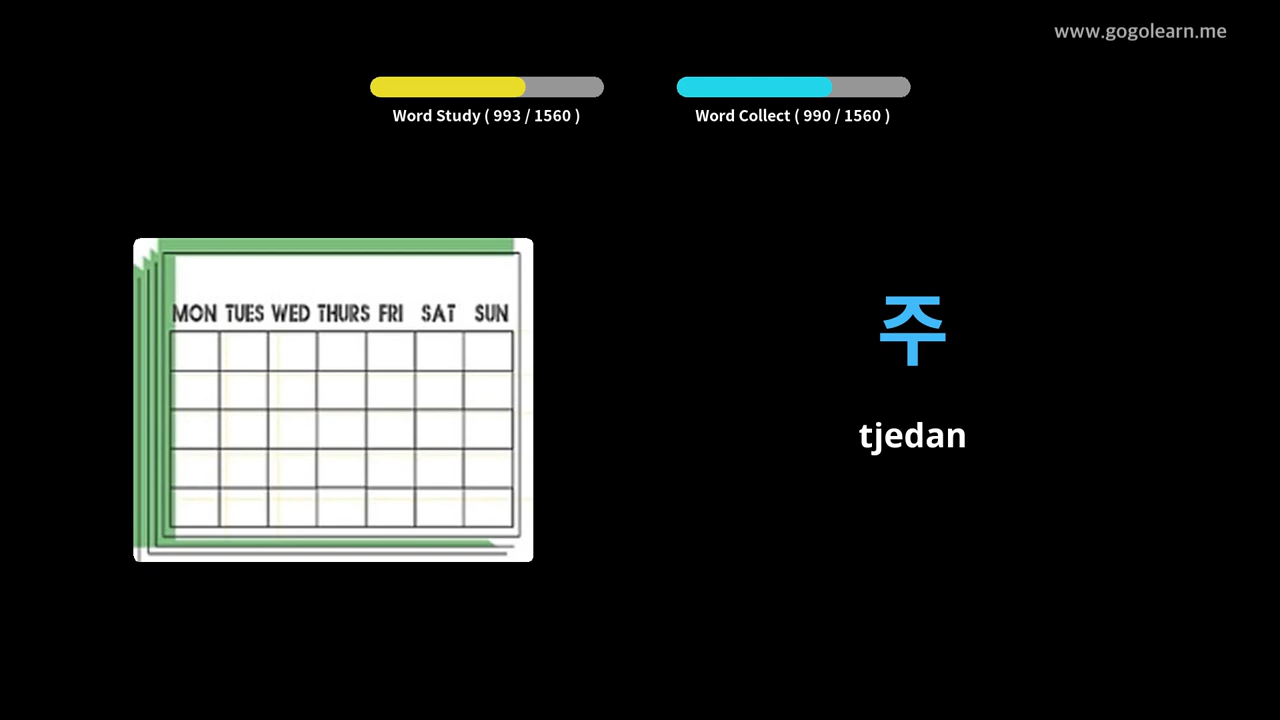 www.gogolearn.me
Word Study ( 993 / 1560 )
Word Collect ( 990 / 1560 )
MON TUES WED THURS FRI SAT SUN
주
tjedan